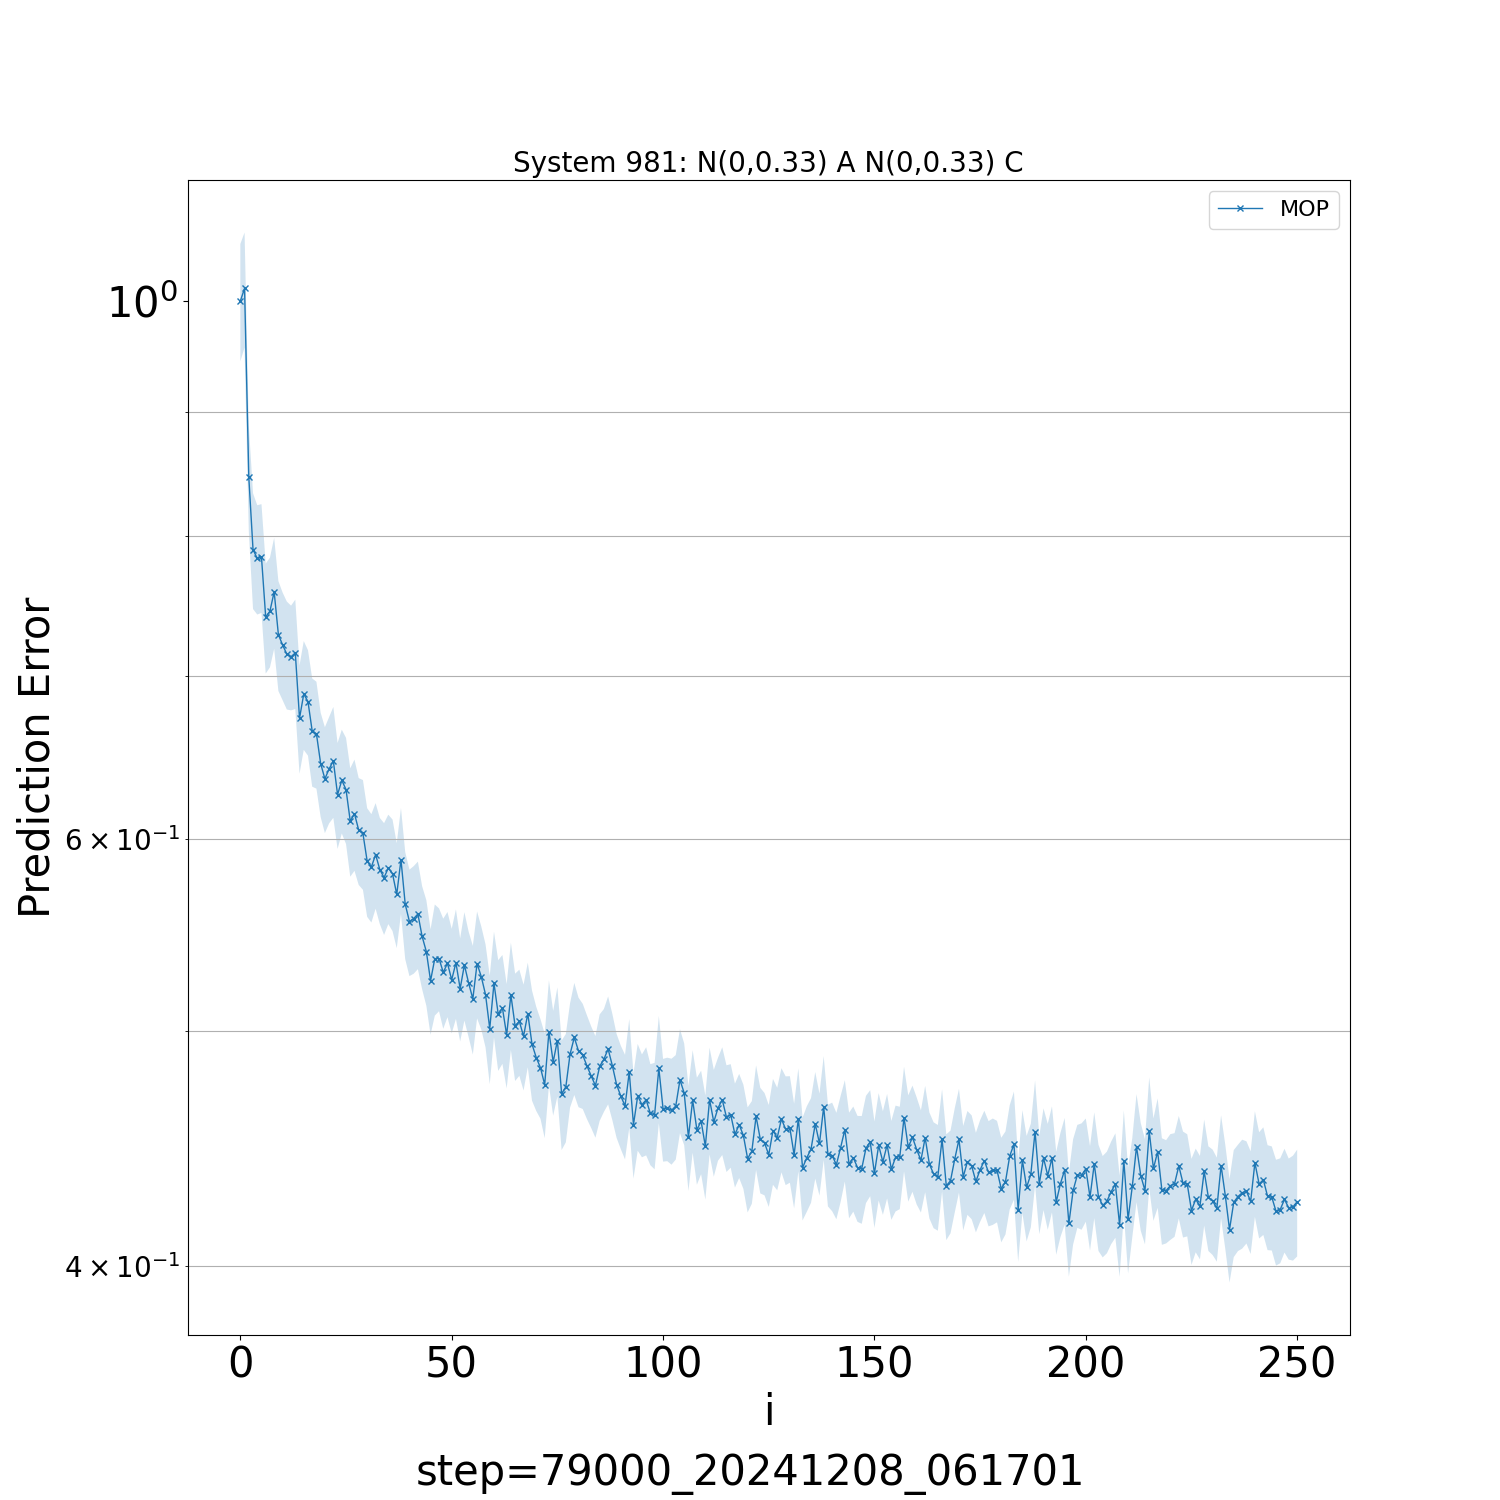 System 981: N(0,0.33) A N(0,0.33) C
MOP
10⁰
6 × 10⁻¹
4 × 10⁻¹
Prediction Error
0 50 100 150 200 250
i
step=79000_20241208_061701